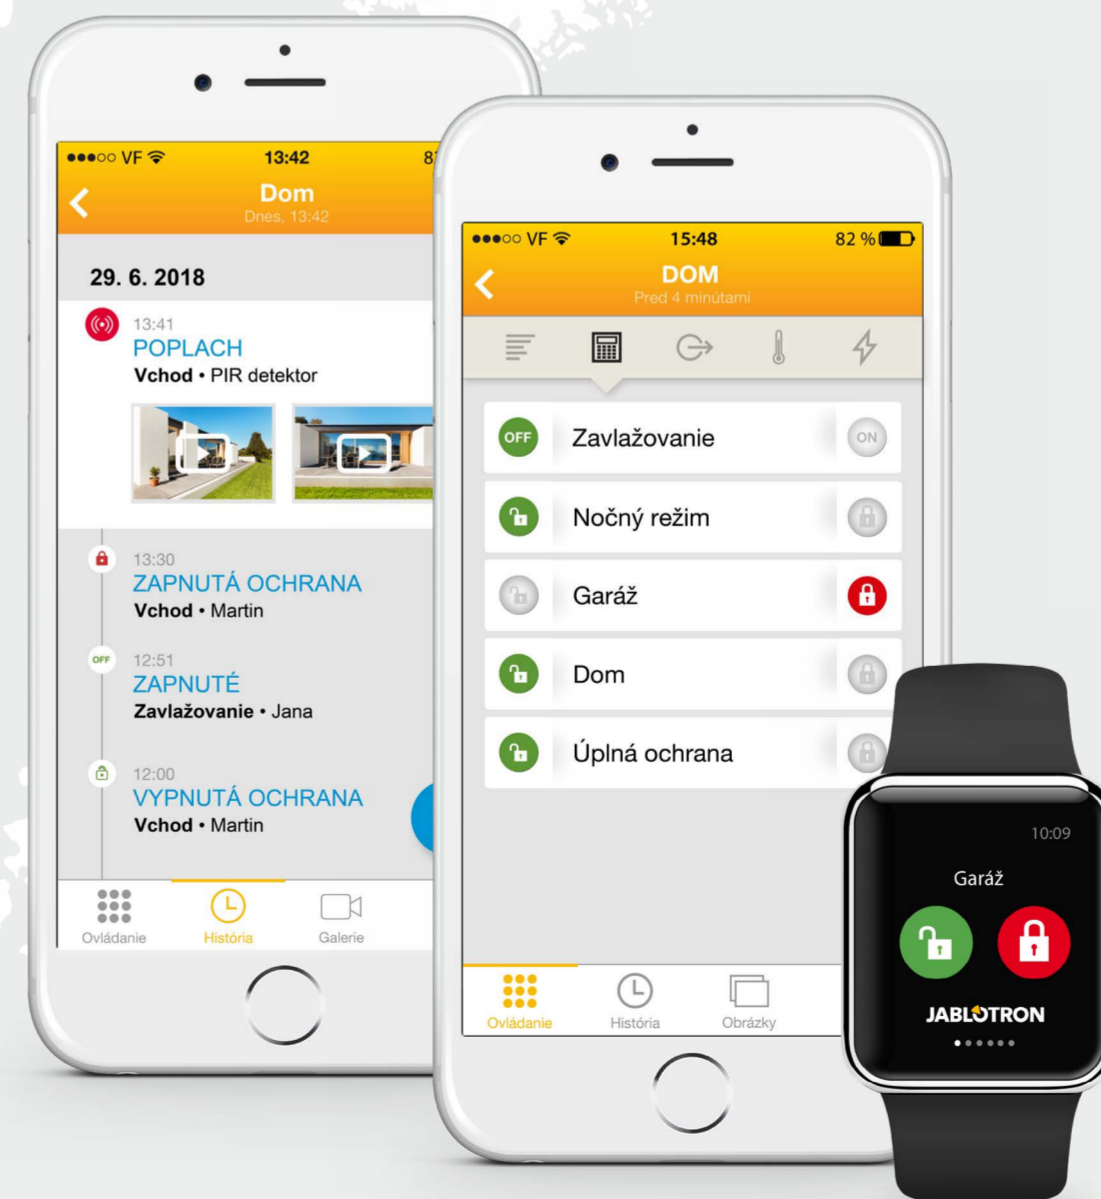 VF 13:42 8
Dom
Dnes, 13:42
29. 6. 2018
13:41
POPLACH
Vchod • PIR detektor
13:30
ZAPNUTÁ OCHRANA
Vchod • Martin
OFF
12:51
ZAPNUTÉ
Zavlažovanie • Jana
12:00
VYPNUTÁ OCHRANA
Vchod • Martin
Ovládanie História Galerie
VF 15:48 82 %
DOM
Pred 4 minútami
OFF Zavlažovanie ON
Nočný režim
Garáž
Dom
Úplná ochrana
Ovládanie História Obrázky
10:09
Garáž
JABLOTRON